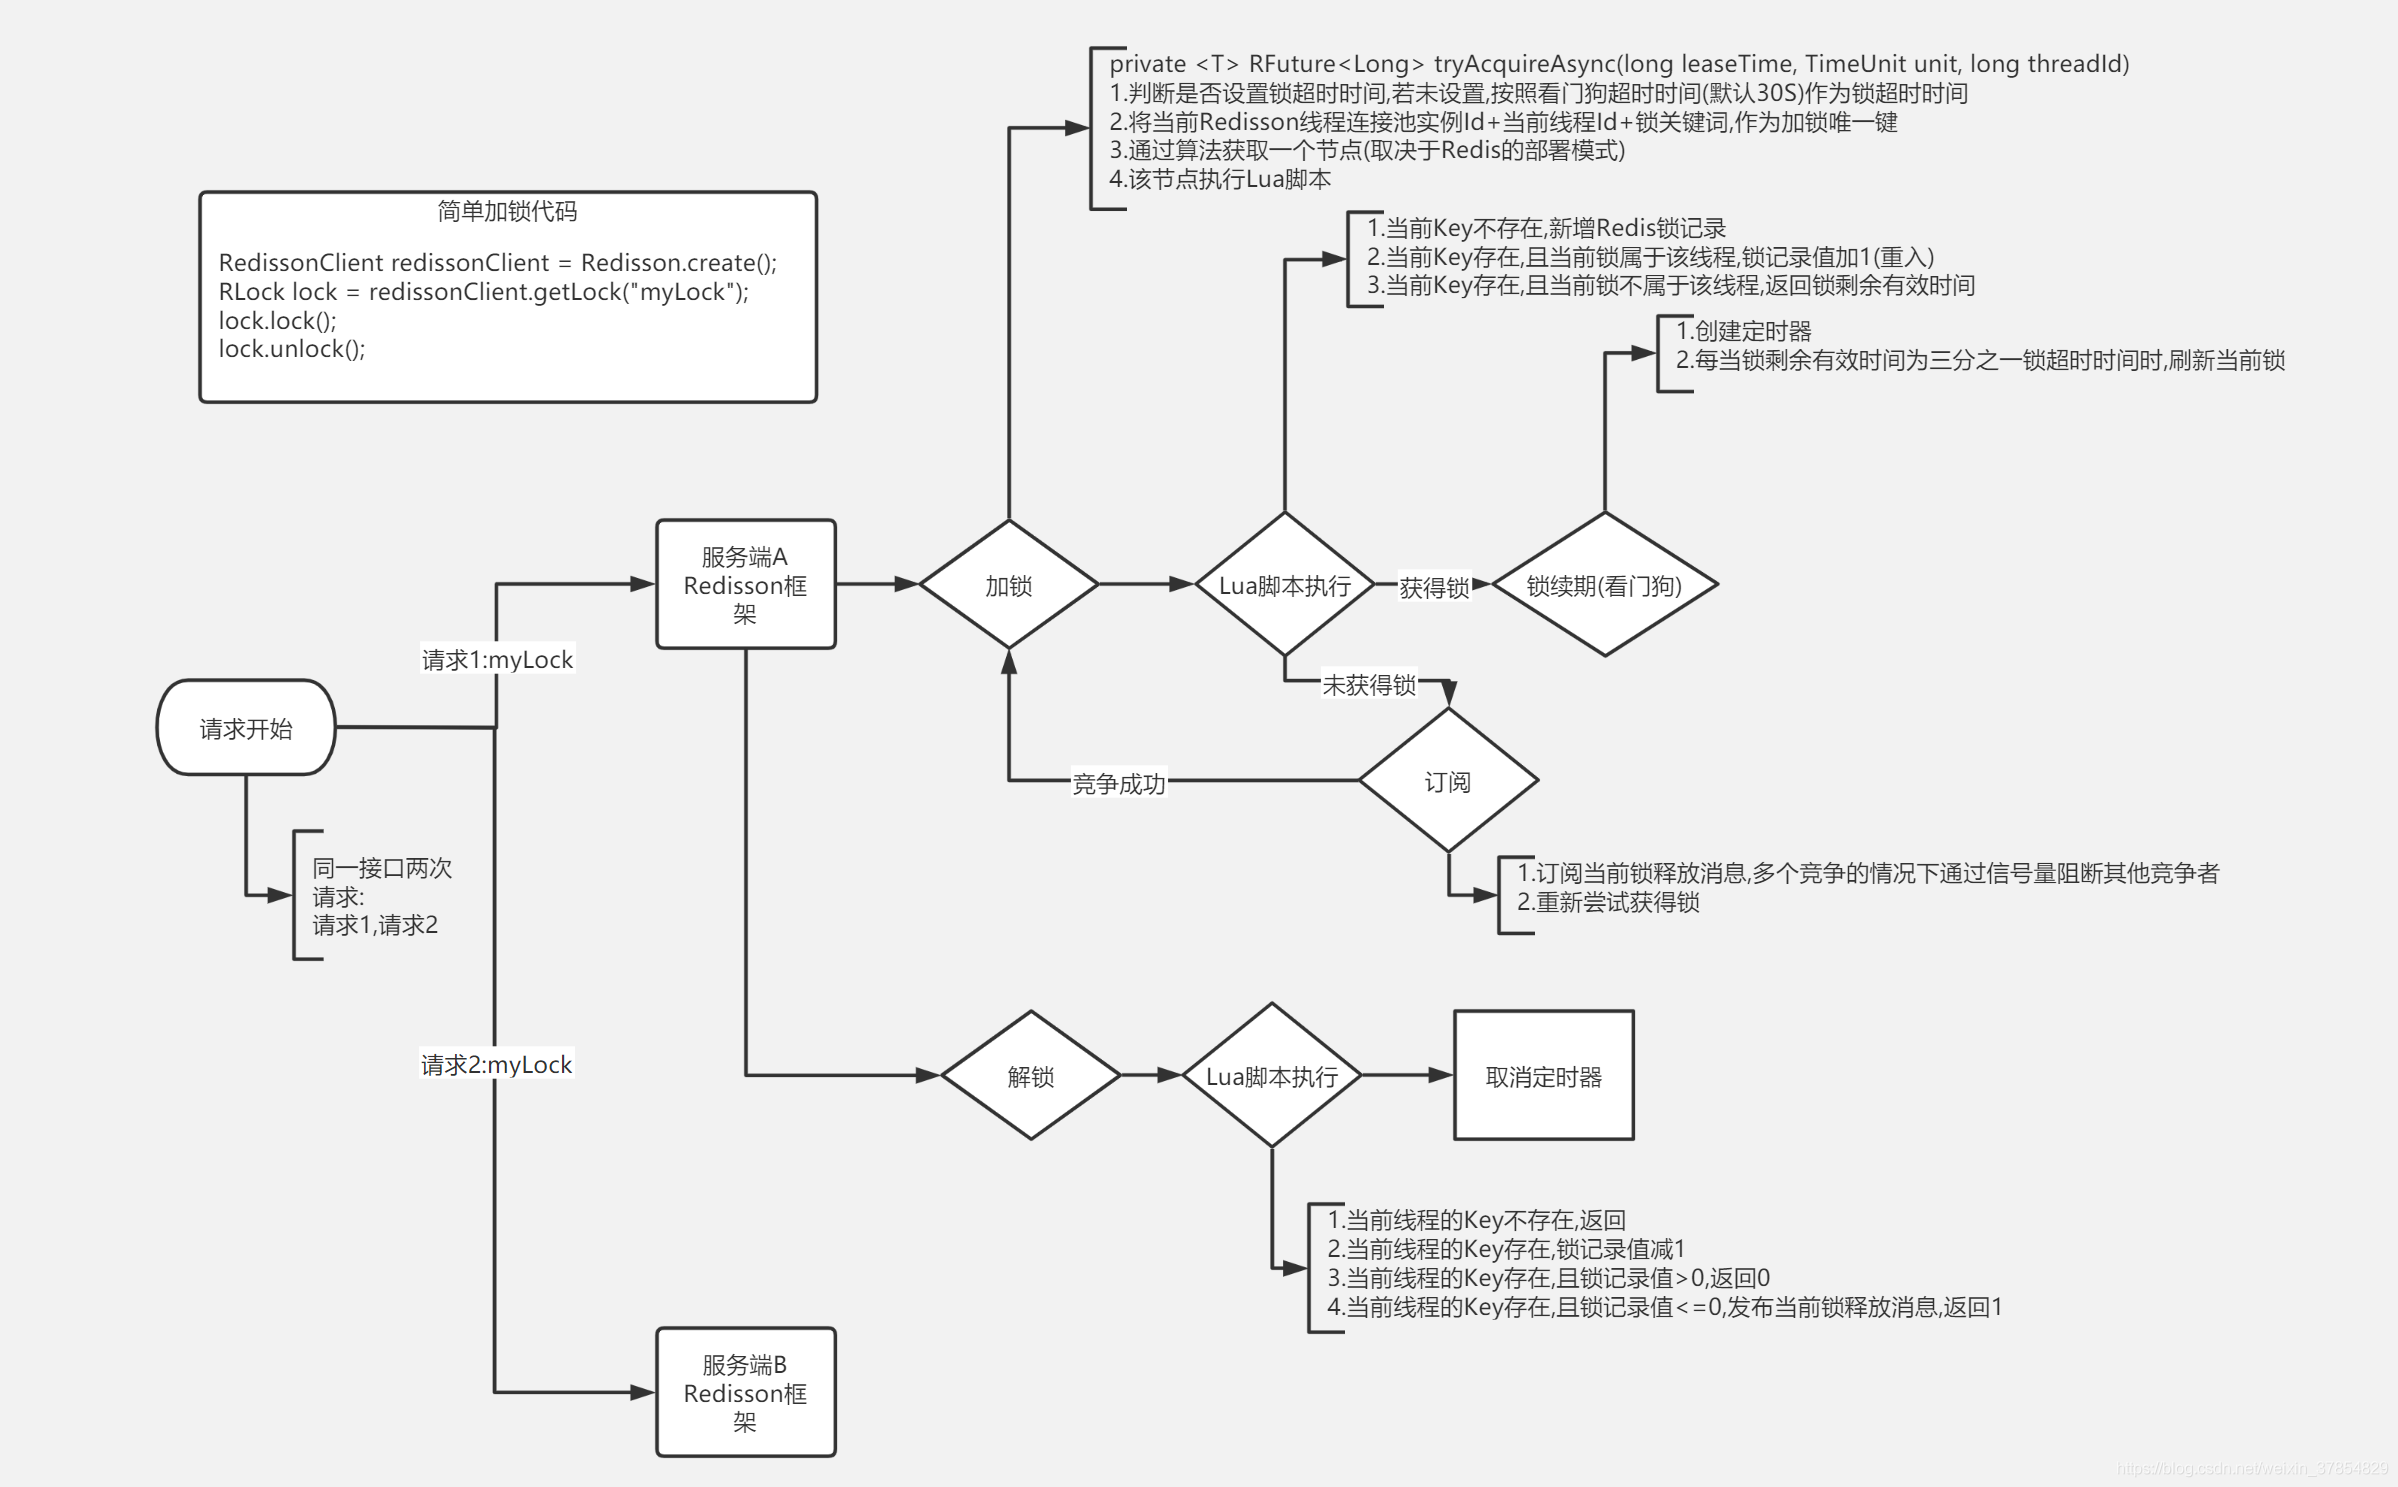 private <T> RFuture<Long> tryAcquireAsync(long leaseTime, TimeUnit unit, long threadId)
1.判断是否设置锁超时时间,若未设置,按照看门狗超时时间(默认30S)作为锁超时时间
2.将当前Redisson线程连接池实例Id+当前线程Id+锁关键词,作为加锁唯一键
3.通过算法获取一个节点(取决于Redis的部署模式)
4.该节点执行Lua脚本
简单加锁代码
RedissonClient redissonClient = Redisson.create();
RLock lock = redissonClient.getLock("myLock");
lock.lock();
lock.unlock();
1.当前Key不存在,新增Redis锁记录
2.当前Key存在,且当前锁属于该线程,锁记录值加1(重入)
3.当前Key存在,且当前锁不属于该线程,返回锁剩余有效时间
1.创建定时器
2.每当锁剩余有效时间为三分之一锁超时时间时,刷新当前锁
服务端A
Redisson框
架
加锁
Lua脚本执行
获得锁
锁续期(看门狗)
请求1:myLock
未获得锁
请求开始
竞争成功
订阅
同一接口两次
请求:
请求1,请求2
1.订阅当前锁释放消息,多个竞争的情况下通过信号量阻断其他竞争者
2.重新尝试获得锁
请求2:myLock
解锁
Lua脚本执行
取消定时器
1.当前线程的Key不存在,返回
2.当前线程的Key存在,锁记录值减1
3.当前线程的Key存在,且锁记录值>0,返回0
4.当前线程的Key存在,且锁记录值<=0,发布当前锁释放消息,返回1
服务端B
Redisson框
架
https://blog.csdn.net/weixin_37854829